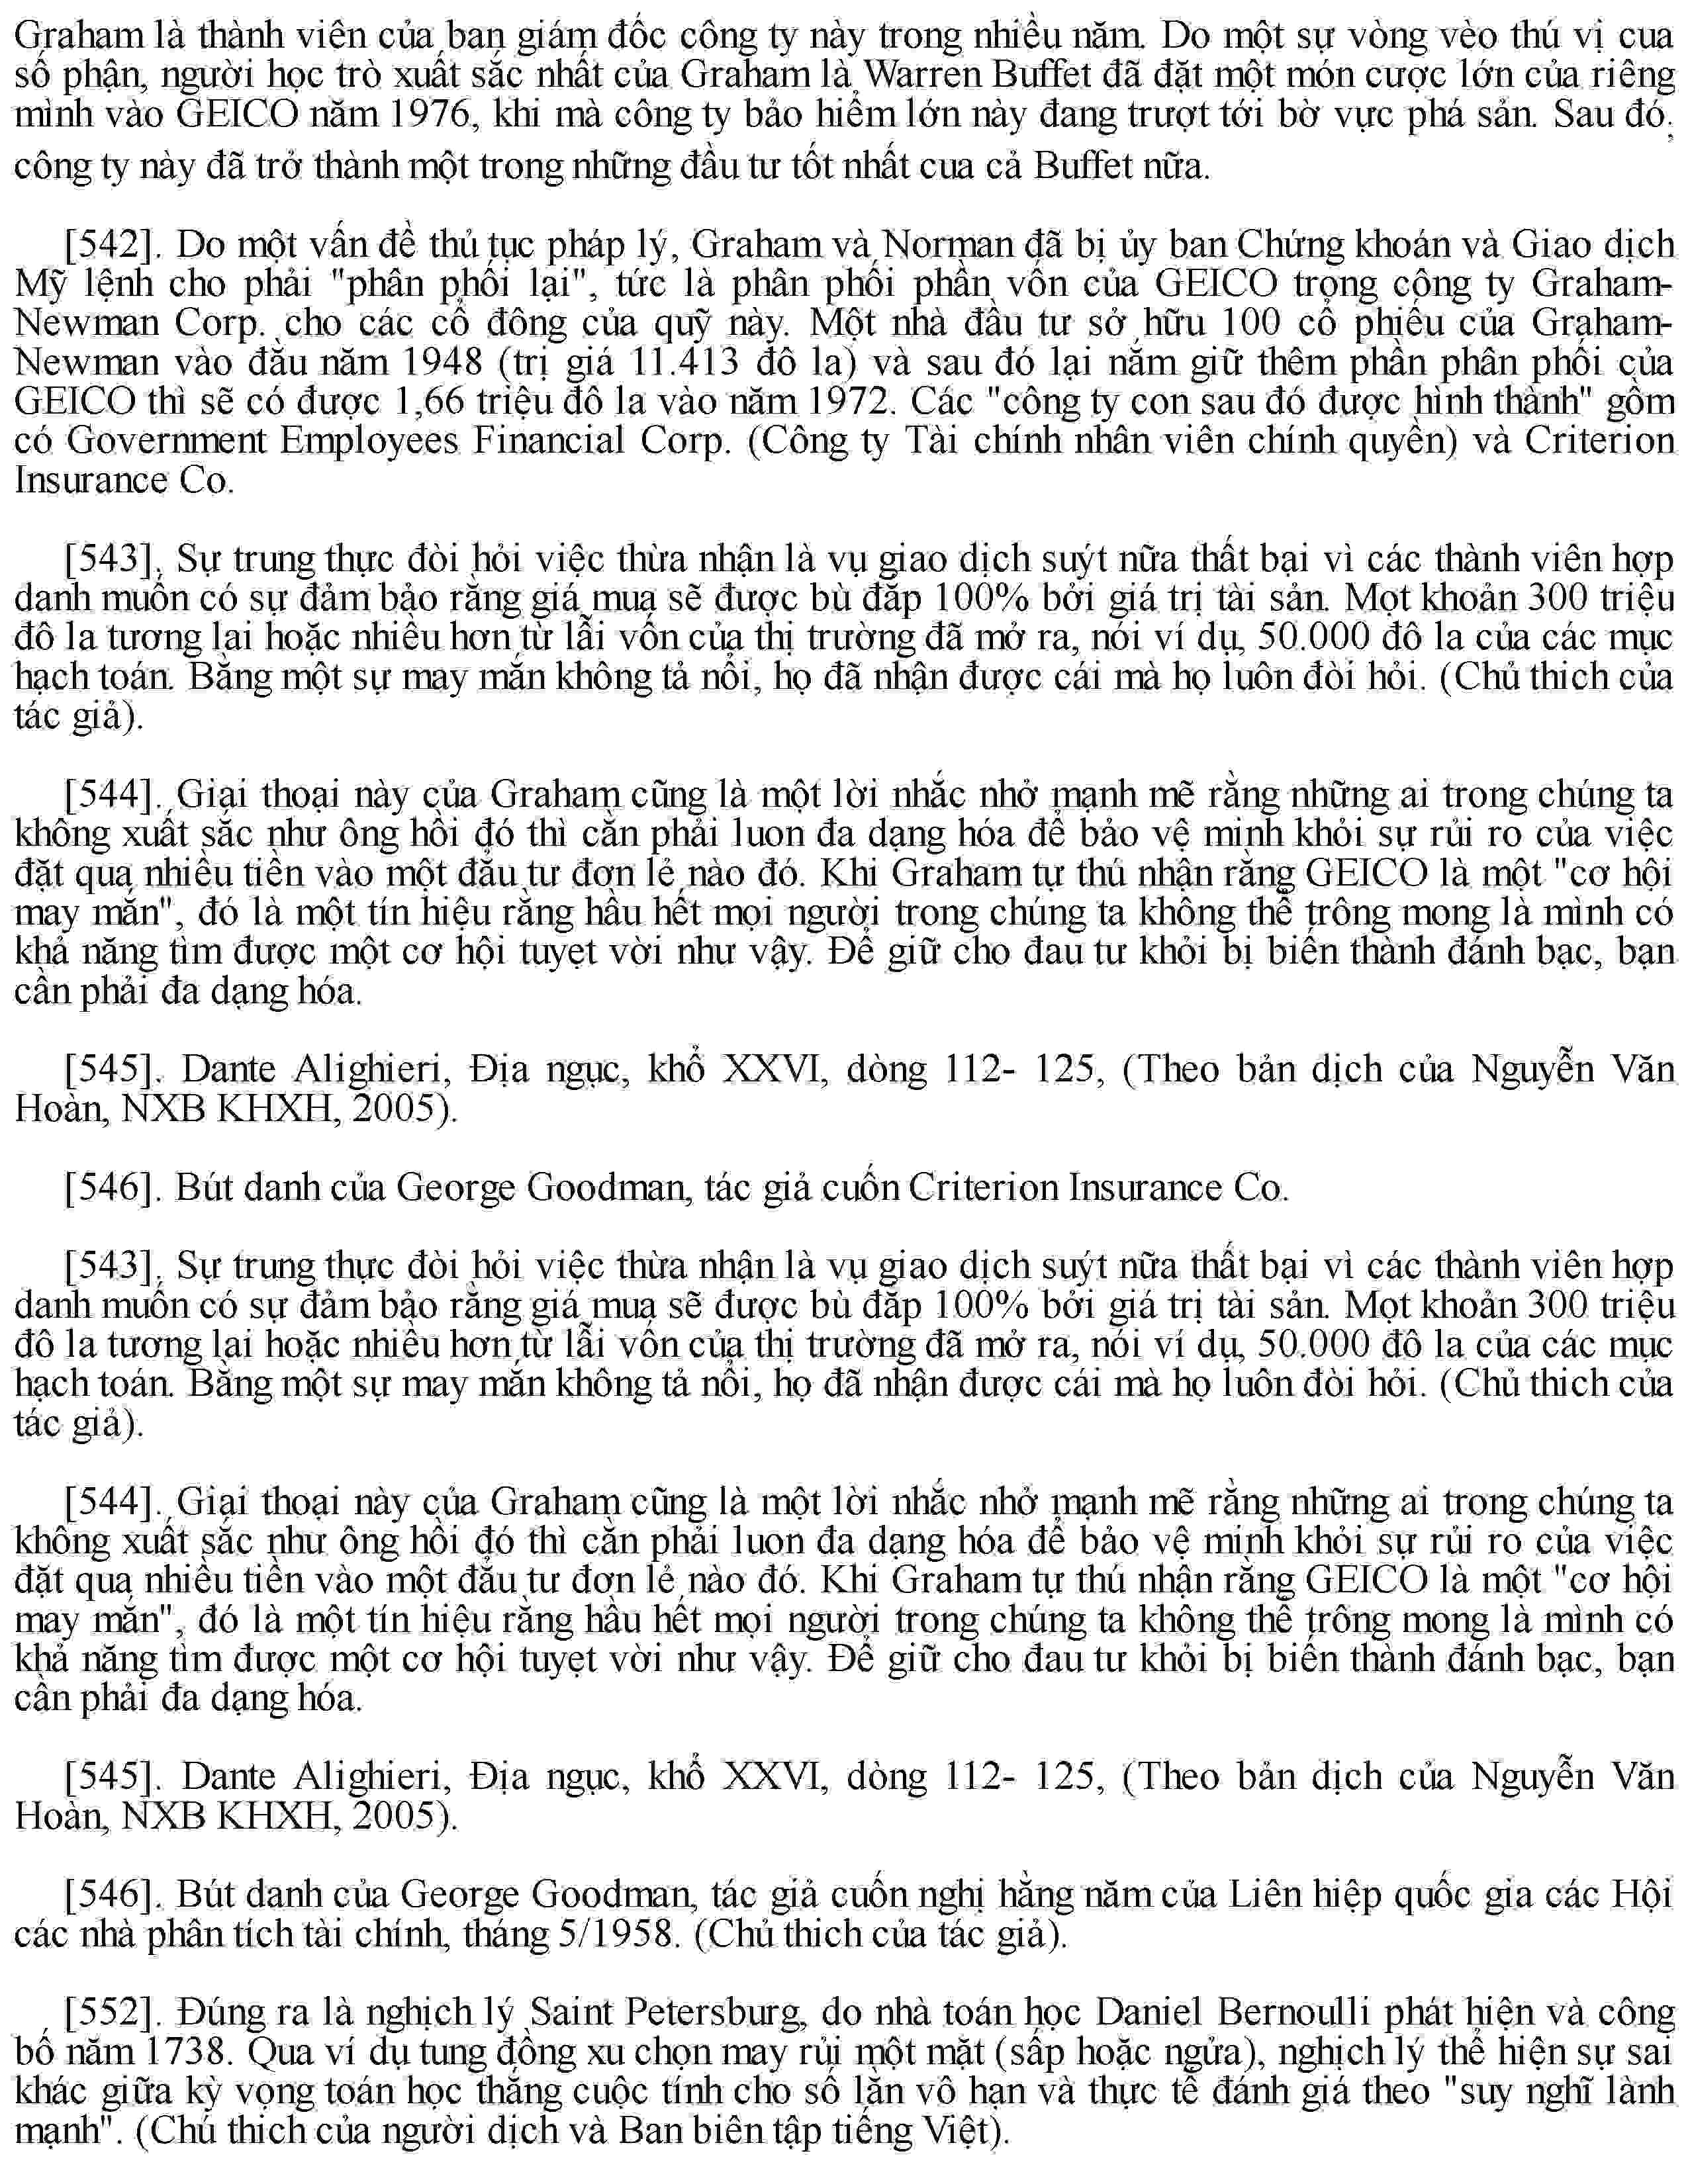 Graham là thành viên của ban giám đốc công ty này trong nhiều năm. Do một sự vòng vèo thú vị cua
số phận, người học trò xuất sắc nhất của Graham là Warren Buffet đã đặt một món cược lớn của riêng
mình vào GEICO năm 1976, khi mà công ty bảo hiểm lớn này đang trượt tới bờ vực phá sản. Sau đó,
công ty này đã trở thành một trong những đầu tư tốt nhất cua cả Buffet nữa.
[542]. Do một vấn đề thủ tục pháp lý, Graham và Norman đã bị ủy ban Chứng khoán và Giao dịch
Mỹ lệnh cho phải "phân phối lại", tức là phân phối phần vốn của GEICO trong công ty Graham-
Newman Corp. cho các cổ đông của quỹ này. Một nhà đầu tư sở hữu 100 cổ phiếu của Graham-
Newman vào đầu năm 1948 (trị giá 11.413 đô la) và sau đó lại nắm giữ thêm phần phân phối của
GEICO thì sẽ có được 1,66 triệu đô la vào năm 1972. Các "công ty con sau đó được hình thành" gồm
có Government Employees Financial Corp. (Công ty Tài chính nhân viên chính quyền) và Criterion
Insurance Co.
[543]. Sự trung thực đòi hỏi việc thừa nhận là vụ giao dịch suýt nữa thất bại vì các thành viên hợp
danh muốn có sự đảm bảo rằng giá mua sẽ được bù đắp 100% bởi giá trị tài sản. Mọt khoản 300 triệu
đô la tương lai hoặc nhiều hơn từ lãi vốn của thị trường đã mở ra, nói ví dụ, 50.000 đô la của các mục
hạch toán. Bằng một sự may mắn không tả nổi, họ đã nhận được cái mà họ luôn đòi hỏi. (Chú thich của
tác giả).
[544]. Giai thoại này của Graham cũng là một lời nhắc nhở mạnh mẽ rằng những ai trong chúng ta
không xuất sắc như ông hồi đó thì cần phải luon đa dạng hóa để bảo vệ minh khỏi sự rủi ro của việc
đặt qua nhiều tiền vào một đầu tư đơn lẻ nào đó. Khi Graham tự thú nhận rằng GEICO là một "cơ hội
may mắn", đó là một tín hiệu rằng hầu hết mọi người trong chúng ta không thể trông mong là mình có
khả năng tìm được một cơ hội tuyẹt vời như vậy. Để giữ cho đau tư khỏi bị biến thành đánh bạc, bạn
cần phải đa dạng hóa.
[545]. Dante Alighieri, Địa ngục, khổ XXVI, dòng 112- 125, (Theo bản dịch của Nguyễn Văn
Hoàn, NXB KHXH, 2005).
[546]. Bút danh của George Goodman, tác giả cuốn Criterion Insurance Co.
[543]. Sự trung thực đòi hỏi việc thừa nhận là vụ giao dịch suýt nữa thất bại vì các thành viên hợp
danh muốn có sự đảm bảo rằng giá mua sẽ được bù đắp 100% bởi giá trị tài sản. Mọt khoản 300 triệu
đô la tương lai hoặc nhiều hơn từ lãi vốn của thị trường đã mở ra, nói ví dụ, 50.000 đô la của các mục
hạch toán. Bằng một sự may mắn không tả nổi, họ đã nhận được cái mà họ luôn đòi hỏi. (Chú thich của
tác giả).
[544]. Giai thoại này của Graham cũng là một lời nhắc nhở mạnh mẽ rằng những ai trong chúng ta
không xuất sắc như ông hồi đó thì cần phải luon đa dạng hóa để bảo vệ minh khỏi sự rủi ro của việc
đặt qua nhiều tiền vào một đầu tư đơn lẻ nào đó. Khi Graham tự thú nhận rằng GEICO là một "cơ hội
may mắn", đó là một tín hiệu rằng hầu hết mọi người trong chúng ta không thể trông mong là mình có
khả năng tìm được một cơ hội tuyẹt vời như vậy. Để giữ cho đau tư khỏi bị biến thành đánh bạc, bạn
cần phải đa dạng hóa.
[545]. Dante Alighieri, Địa ngục, khổ XXVI, dòng 112- 125, (Theo bản dịch của Nguyễn Văn
Hoàn, NXB KHXH, 2005).
[546]. Bút danh của George Goodman, tác giả cuốn nghị hằng năm của Liên hiệp quốc gia các Hội
các nhà phân tích tài chính, tháng 5/1958. (Chú thich của tác giả).
[552]. Đúng ra là nghịch lý Saint Petersburg, do nhà toán học Daniel Bernoulli phát hiện và công
bố năm 1738. Qua ví dụ tung đồng xu chọn may rủi một mặt (sấp hoặc ngửa), nghịch lý thể hiện sự sai
khác giữa kỳ vọng toán học thắng cuộc tính cho số lần vô hạn và thực tế đánh giá theo "suy nghĩ lành
mạnh". (Chú thich của người dịch và Ban biên tập tiếng Việt).